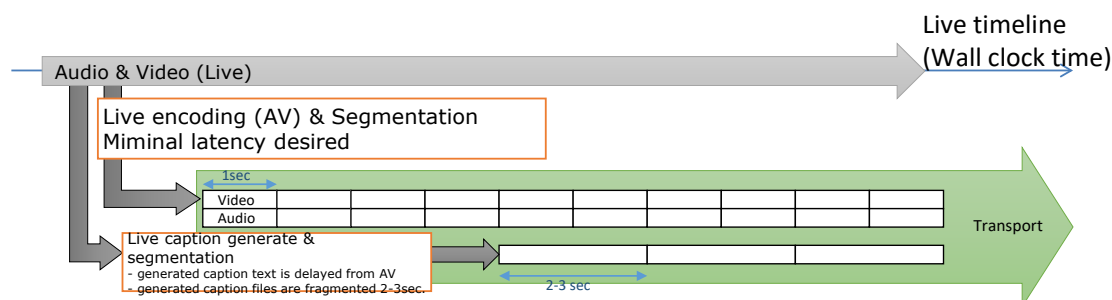 Live timeline
(Wall clock time)
Audio & Video (Live)
Live encoding (AV) & Segmentation
Miminal latency desired
1sec
Video
Audio
Transport
Live caption generate &
segmentation
- generated caption text is delayed from AV
- generated caption files are fragmented 2-3sec.
2-3 sec